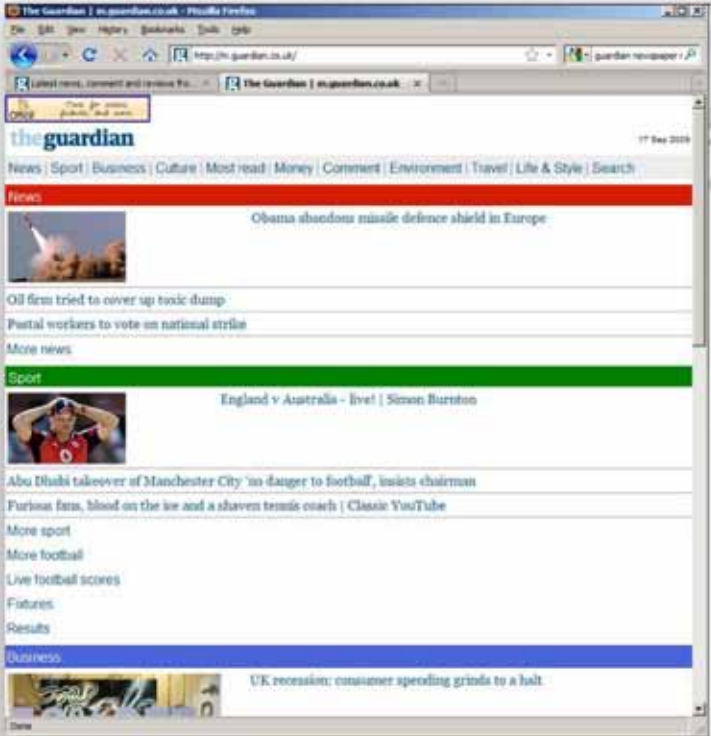 The Guardian | m.guardian.co.uk - Mozilla Firefox
File Edit View History Bookmarks Tools Help
http://m.guardian.co.uk/
guardian newspaper
Latest news, comment and reviews fro...
The Guardian | m.guardian.co.uk
theguardian
17 Sep 2009
News | Sport | Business | Culture | Most read | Money | Comment | Environment | Travel | Life & Style | Search
News
Obama abandons missile defence shield in Europe
Oil firm tried to cover up toxic dump
Postal workers to vote on national strike
More news
Sport
England v Australia - live! | Simon Burnton
Abu Dhabi takeover of Manchester City 'no danger to football', insists chairman
Furious fans, blood on the ice and a shaven tennis coach | Classic YouTube
More sport
More football
Live football scores
Fixtures
Results
Business
UK recession: consumer spending grinds to a halt
Done